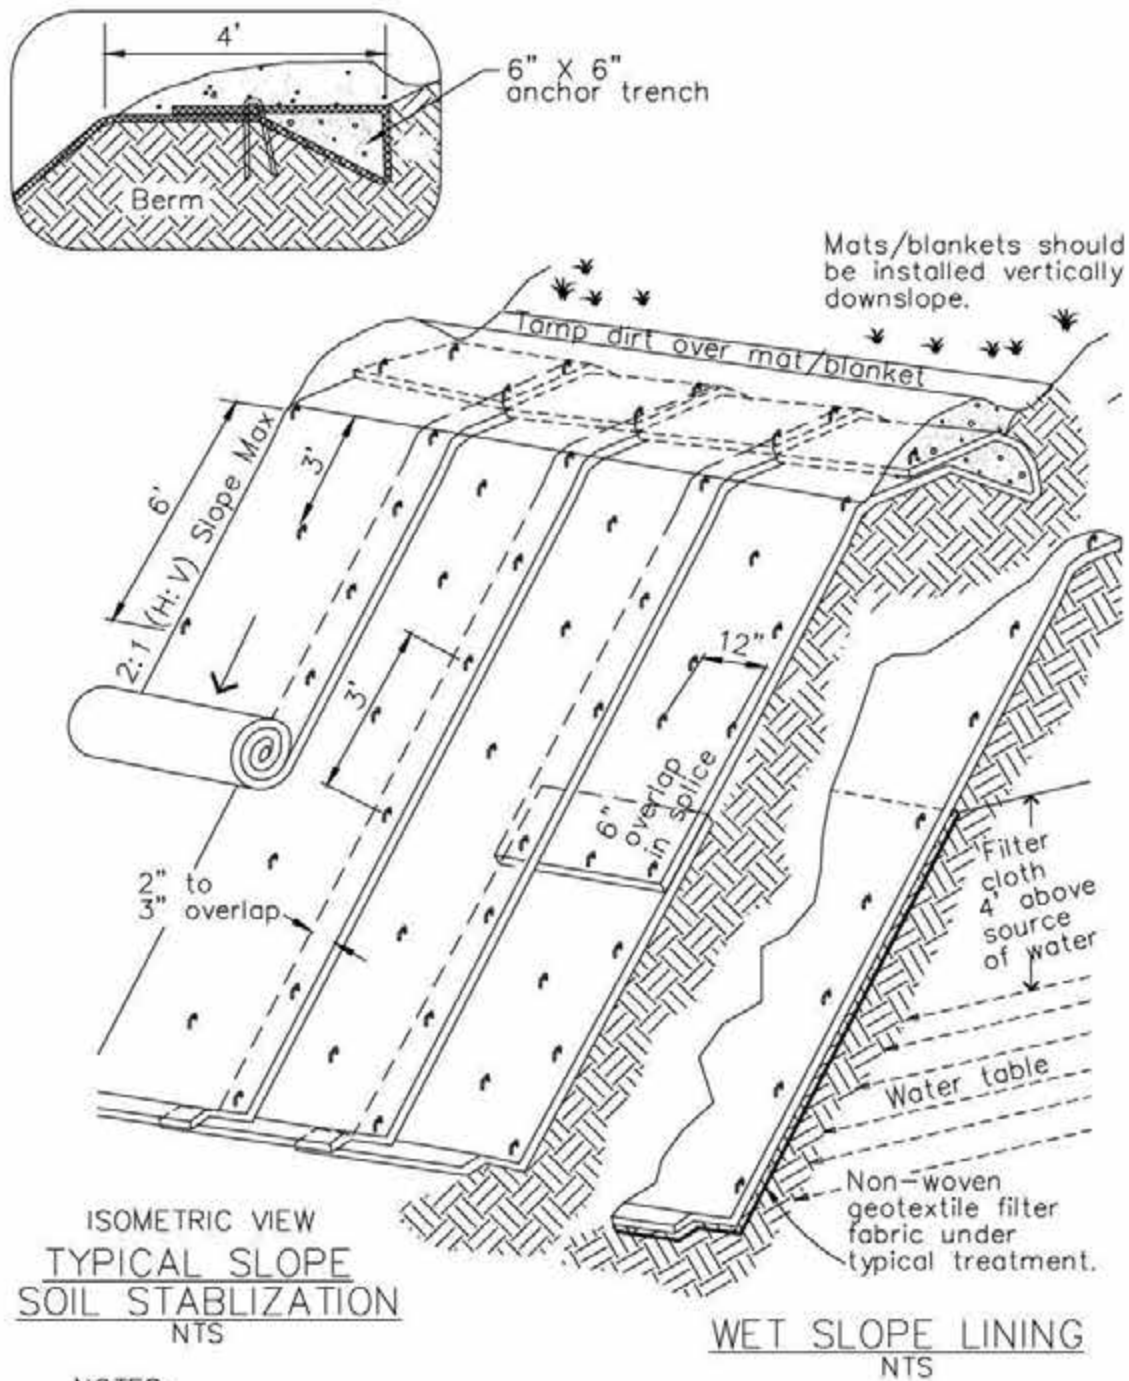 4'
6" X 6"
anchor trench
Berm
Mats/blankets should
be installed vertically
downslope.
Tamp dirt over mat/blanket
6'
2:1 (H:V) Slope Max
3'
3'
12"
6"
overlap
in splice
2" to
3" overlap
Filter
cloth
4' above
source
of water
Water table
Non-woven
geotextile filter
fabric under
typical treatment.
ISOMETRIC VIEW
TYPICAL SLOPE
SOIL STABLIZATION
NTS
WET SLOPE LINING
NTS